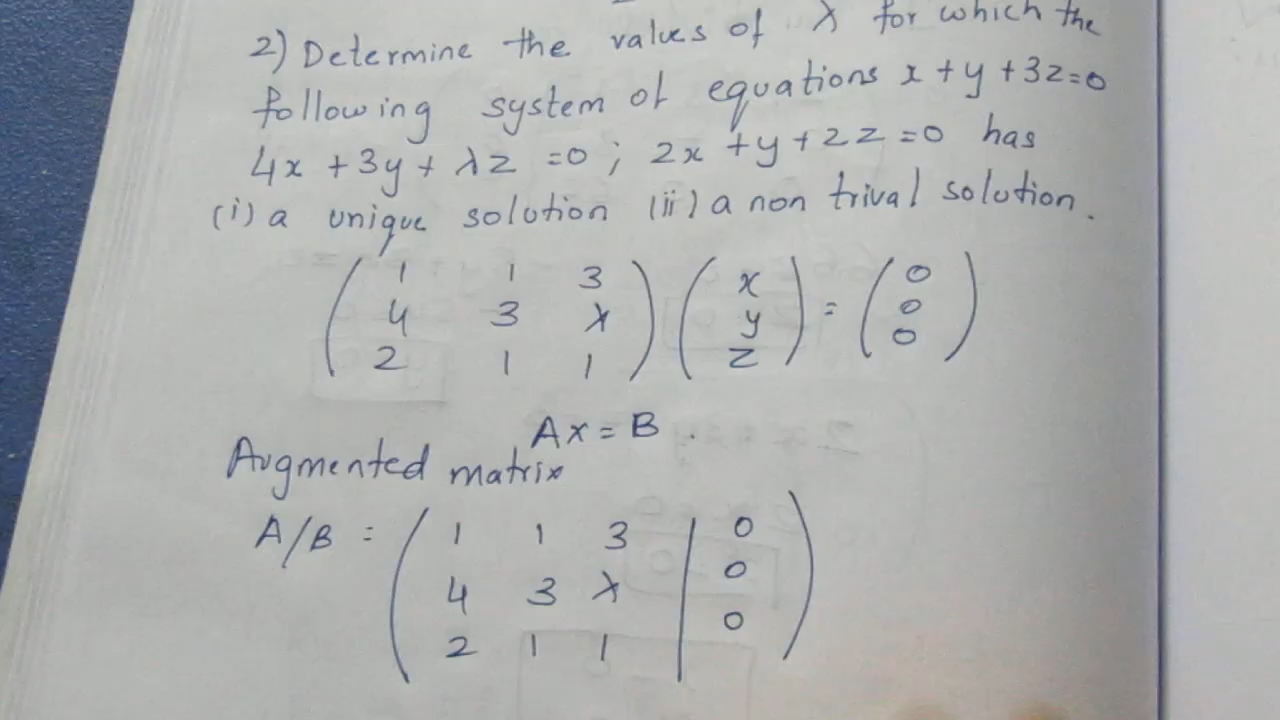 2) Determine the values of λ for which the
following system of equations x + y + 3z = 0
4x + 3y + λz = 0 ; 2x + y + 2z = 0 has
(i) a unique solution (ii) a non trival solution.
( 1 1 3 ) ( x ) = ( 0 )
( 4 3 λ ) ( y ) ( 0 )
( 2 1 1 ) ( z ) ( 0 )
AX = B .
Augmented matrix
A/B = ( 1 1 3 | 0 )
( 4 3 λ | 0 )
( 2 1 1 | 0 )